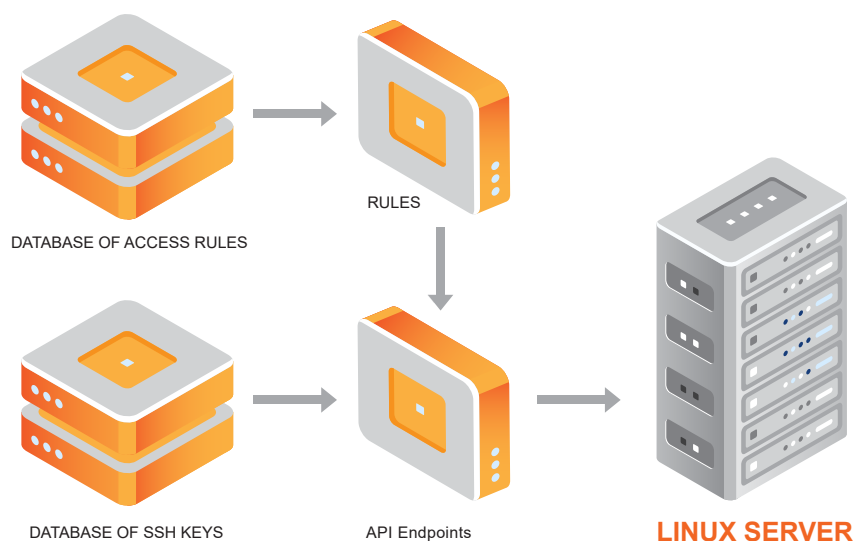 RULES
DATABASE OF ACCESS RULES
DATABASE OF SSH KEYS
API Endpoints
LINUX SERVER